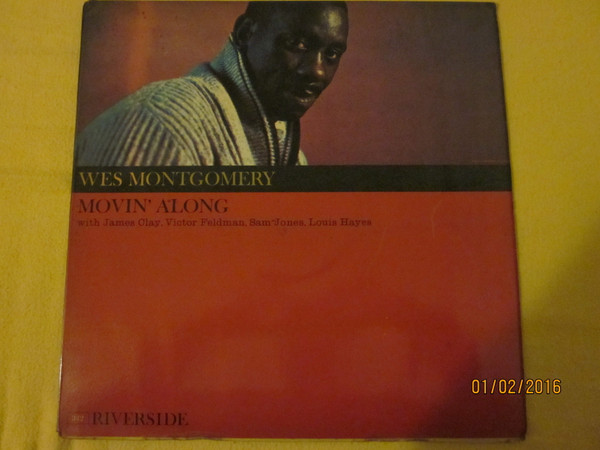 WES MONTGOMERY
MOVIN' ALONG
with James Clay, Victor Feldman, Sam Jones, Louis Hayes
RIVERSIDE
01/02/2016